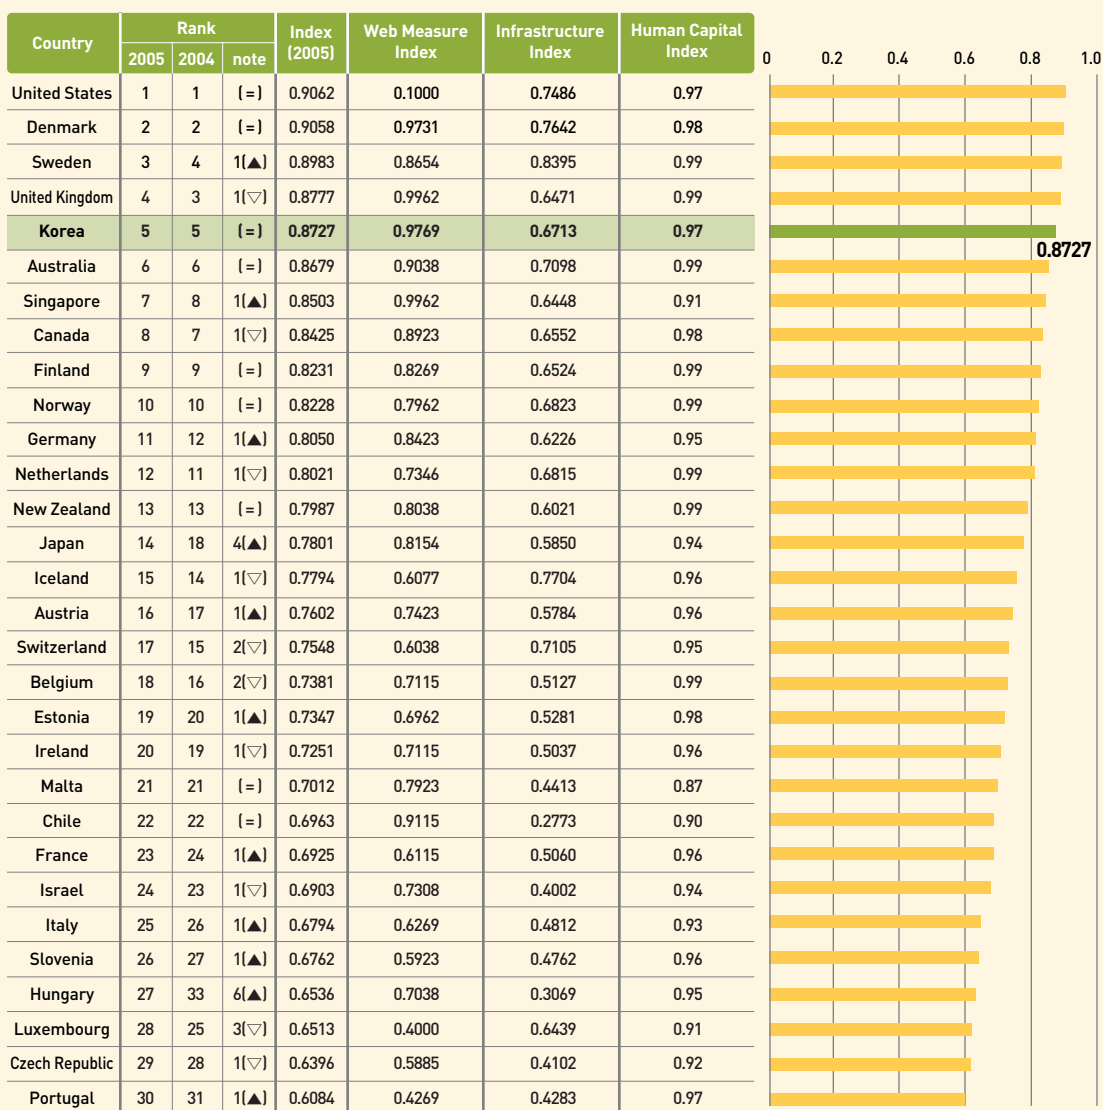 Country Rank Index (2005) Web Measure Index Infrastructure Index Human Capital Index
2005 2004 note
0 0.2 0.4 0.6 0.8 1.0
United States 1 1 (=) 0.9062 0.1000 0.7486 0.97
Denmark 2 2 (=) 0.9058 0.9731 0.7642 0.98
Sweden 3 4 1(▲) 0.8983 0.8654 0.8395 0.99
United Kingdom 4 3 1(▽) 0.8777 0.9962 0.6471 0.99
Korea 5 5 (=) 0.8727 0.9769 0.6713 0.97
0.8727
Australia 6 6 (=) 0.8679 0.9038 0.7098 0.99
Singapore 7 8 1(▲) 0.8503 0.9962 0.6448 0.91
Canada 8 7 1(▽) 0.8425 0.8923 0.6552 0.98
Finland 9 9 (=) 0.8231 0.8269 0.6524 0.99
Norway 10 10 (=) 0.8228 0.7962 0.6823 0.99
Germany 11 12 1(▲) 0.8050 0.8423 0.6226 0.95
Netherlands 12 11 1(▽) 0.8021 0.7346 0.6815 0.99
New Zealand 13 13 (=) 0.7987 0.8038 0.6021 0.99
Japan 14 18 4(▲) 0.7801 0.8154 0.5850 0.94
Iceland 15 14 1(▽) 0.7794 0.6077 0.7704 0.96
Austria 16 17 1(▲) 0.7602 0.7423 0.5784 0.96
Switzerland 17 15 2(▽) 0.7548 0.6038 0.7105 0.95
Belgium 18 16 2(▽) 0.7381 0.7115 0.5127 0.99
Estonia 19 20 1(▲) 0.7347 0.6962 0.5281 0.98
Ireland 20 19 1(▽) 0.7251 0.7115 0.5037 0.96
Malta 21 21 (=) 0.7012 0.7923 0.4413 0.87
Chile 22 22 (=) 0.6963 0.9115 0.2773 0.90
France 23 24 1(▲) 0.6925 0.6115 0.5060 0.96
Israel 24 23 1(▽) 0.6903 0.7308 0.4002 0.94
Italy 25 26 1(▲) 0.6794 0.6269 0.4812 0.93
Slovenia 26 27 1(▲) 0.6762 0.5923 0.4762 0.96
Hungary 27 33 6(▲) 0.6536 0.7038 0.3069 0.95
Luxembourg 28 25 3(▽) 0.6513 0.4000 0.6439 0.91
Czech Republic 29 28 1(▽) 0.6396 0.5885 0.4102 0.92
Portugal 30 31 1(▲) 0.6084 0.4269 0.4283 0.97